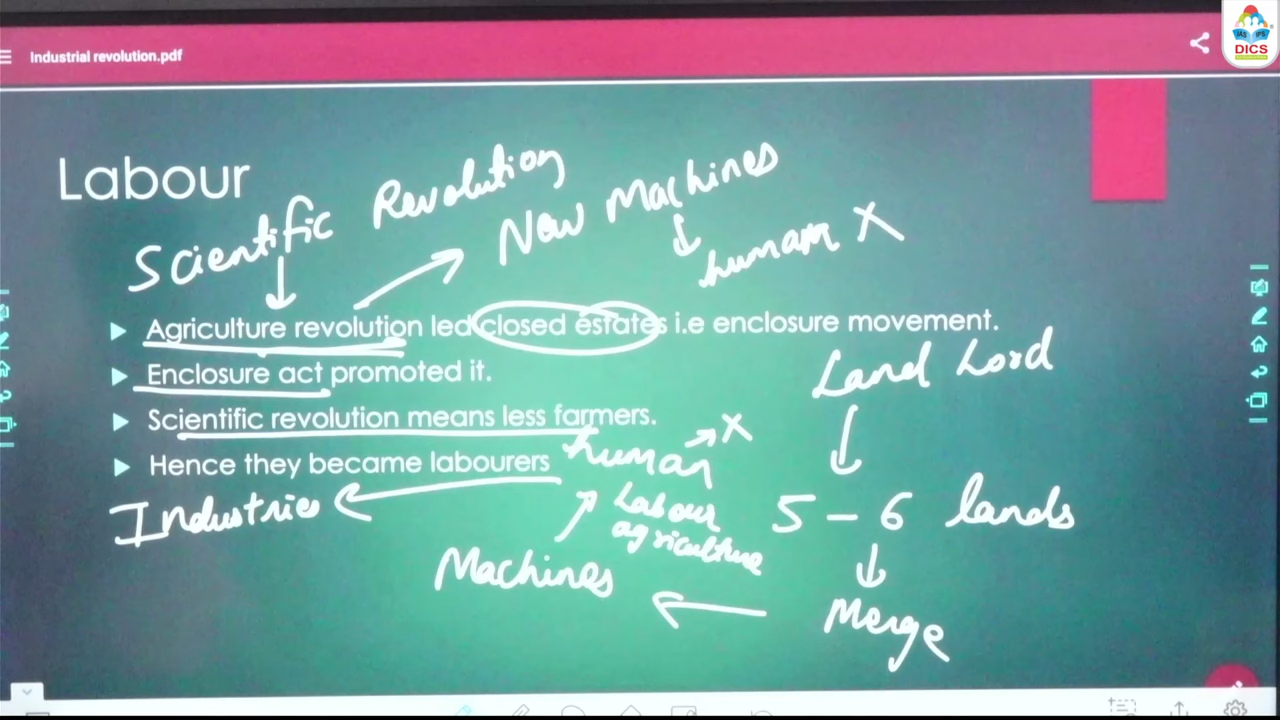 Industrial revolution.pdf
IAS IPS
DICS
Labour
Scientific Revolution
New Machines
human X
Agriculture revolution led closed estates i.e enclosure movement.
Enclosure act promoted it.
Land Lord
Scientific revolution means less farmers.
Hence they became labourers
human X
Labour
agriculture
Industries
5 - 6 lands
Machines
Merge